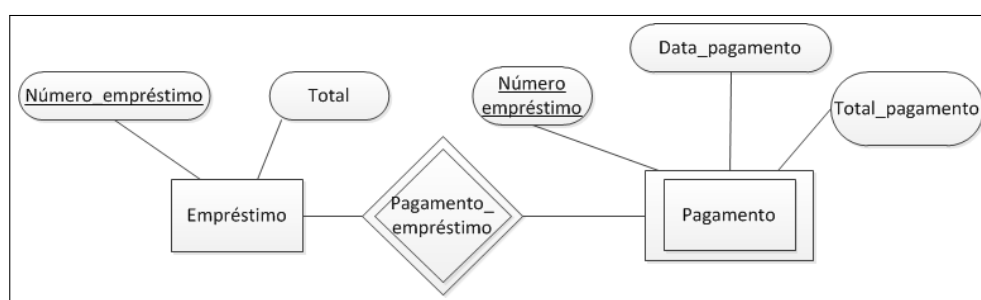 Data_pagamento
Número_empréstimo
Total
Número
empréstimo
Total_pagamento
Empréstimo
Pagamento_
empréstimo
Pagamento